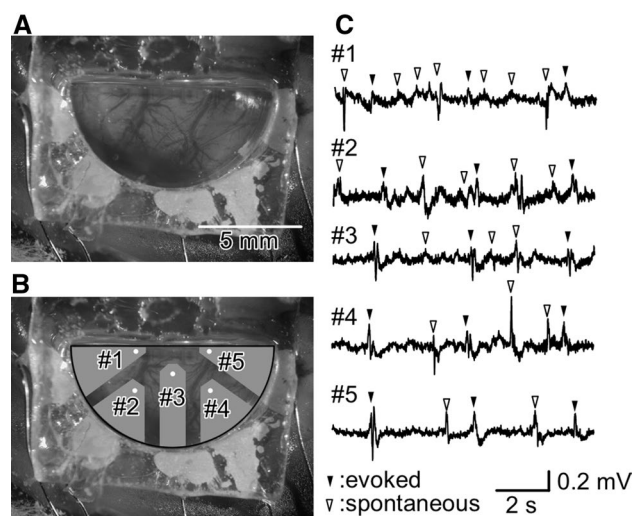 A
5 mm
B
#1
#5
#3
#2
#4
C
#1
#2
#3
#4
#5
▼:evoked
▽:spontaneous
0.2 mV
2 s